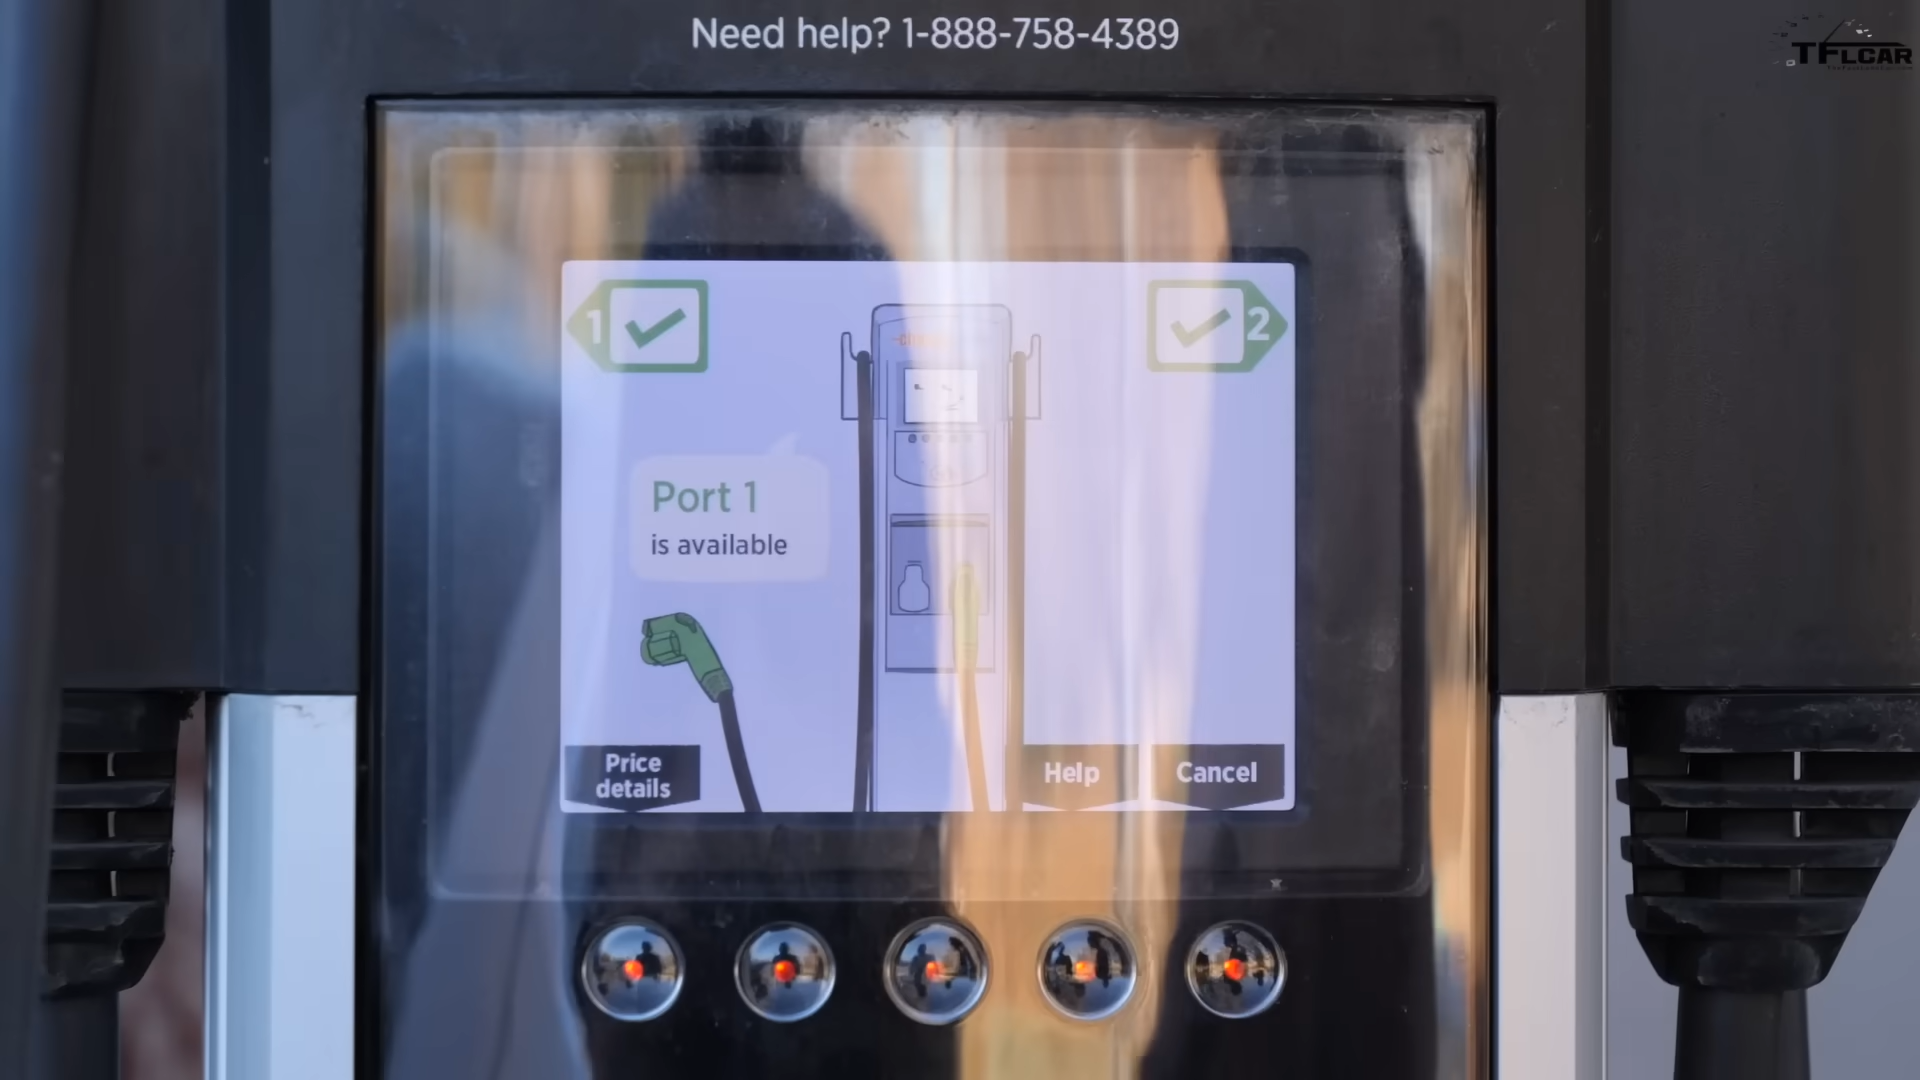 Need help? 1-888-758-4389
TFLCAR
1
2
Port 1
is available
Price
details
Help
Cancel